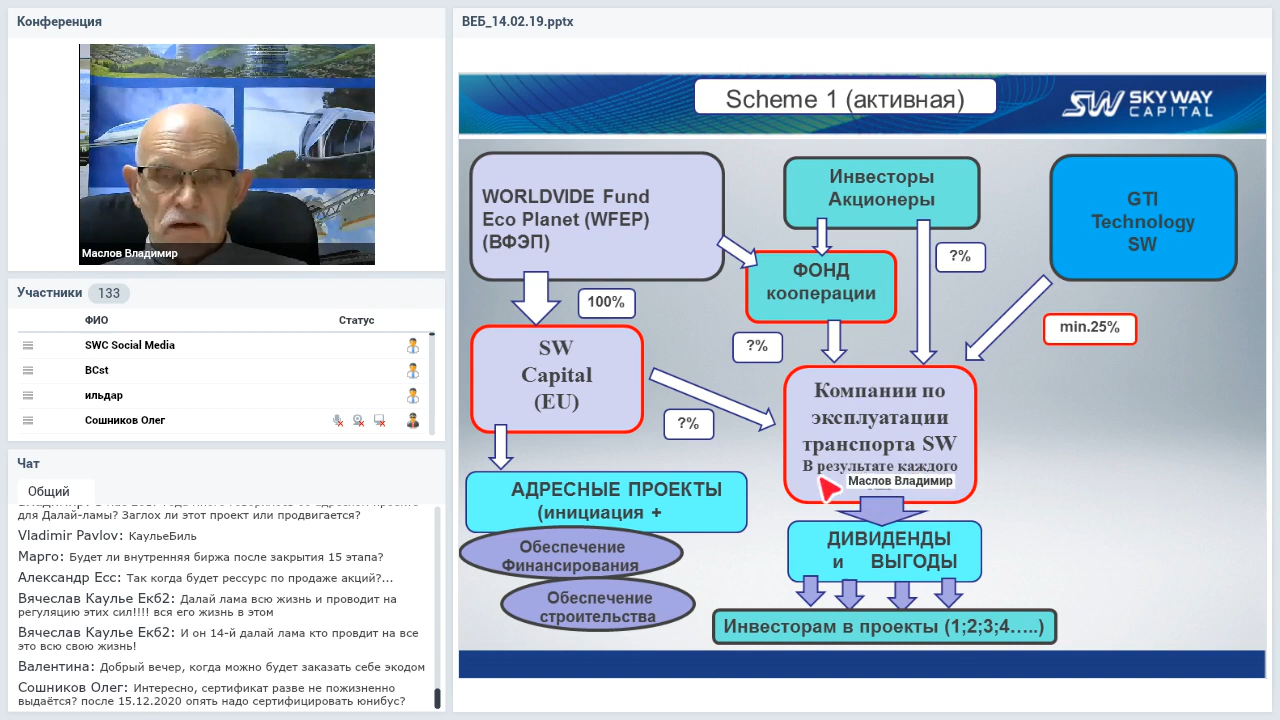 Конференция
Маслов Владимир
Участники 133
ФИО Статус
SWC Social Media
BCst
ильдар
Сошников Олег
Чат
Общий
для Далай-ламы? Заглох ли этот проект или продвигается?
Vladimir Pavlov: КаульеБиль
Марго: Будет ли внутренняя биржа после закрытия 15 этапа?
Александр Есс: Так когда будет рессурс по продаже акций?...
Вячеслав Каулье Екб2: Далай лама всю жизнь и проводит на
регуляцию этих сил!!!! вся его жизнь в этом
Вячеслав Каулье Екб2: И он 14-й далай лама кто провдит на все
это всю свою жизнь!
Валентина: Добрый вечер, когда можно будет заказать себе экодом
Сошников Олег: Интересно, сертификат разве не пожизненно
выдаётся? после 15.12.2020 опять надо сертифицировать юнибус?
ВЕБ_14.02.19.pptx
Scheme 1 (активная)
SW SKY WAY
CAPITAL
WORLDVIDE Fund
Eco Planet (WFEP)
(ВФЭП)
Инвесторы
Акционеры
GTI
Technology
SW
ФОНД
кооперации
?%
100%
min.25%
?%
SW
Capital
(EU)
?%
Компании по
эксплуатации
транспорта SW
В результате каждого
Маслов Владимир
АДРЕСНЫЕ ПРОЕКТЫ
(инициация +
Обеспечение
Финансирования
Обеспечение
строительства
ДИВИДЕНДЫ
и ВЫГОДЫ
Инвесторам в проекты (1;2;3;4…..)